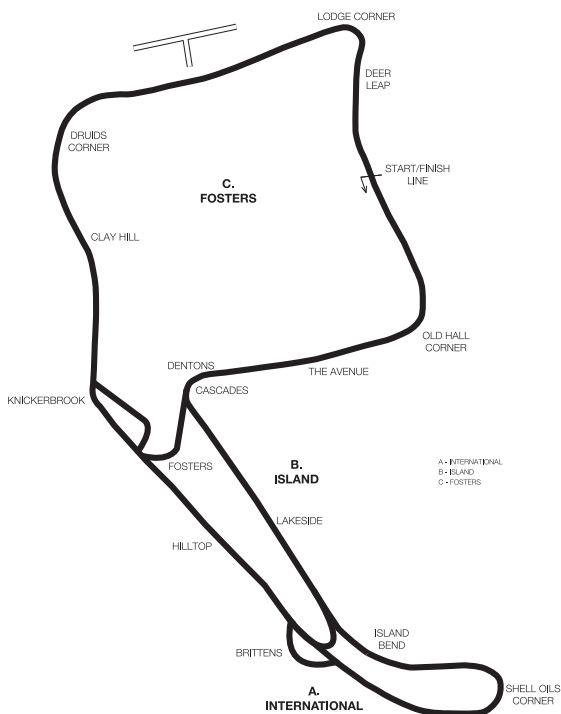 LODGE CORNER
DEER
LEAP
DRUIDS
CORNER
START/FINISH
LINE
C.
FOSTERS
CLAY HILL
OLD HALL
CORNER
DENTONS
THE AVENUE
CASCADES
KNICKERBROOK
FOSTERS
B.
ISLAND
A - INTERNATIONAL
B - ISLAND
C - FOSTERS
LAKESIDE
HILLTOP
ISLAND
BEND
BRITTENS
SHELL OILS
CORNER
A.
INTERNATIONAL